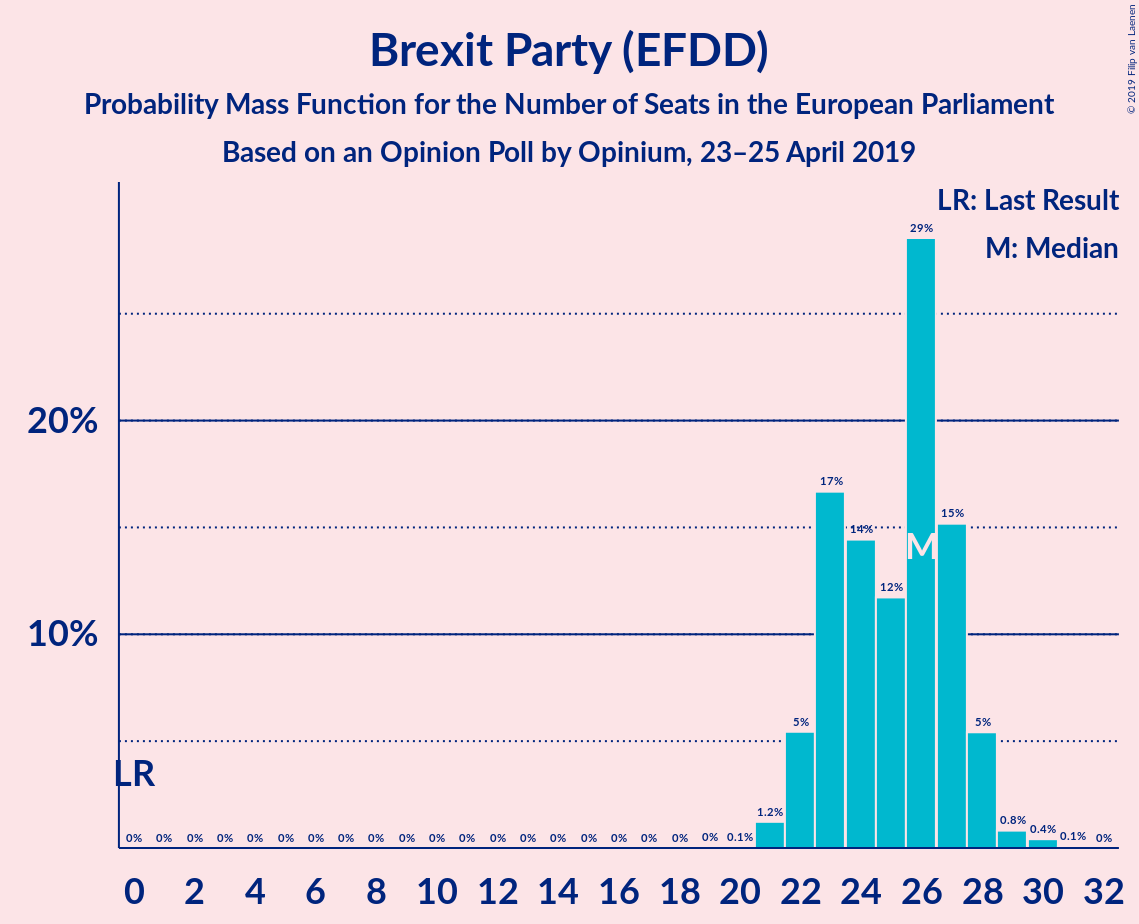 Brexit Party (EFDD)
Probability Mass Function for the Number of Seats in the European Parliament
Based on an Opinion Poll by Opinium, 23–25 April 2019
© 2019 Filip van Laenen
LR: Last Result
M: Median
20%
10%
LR
0% 0% 0% 0% 0% 0% 0% 0% 0% 0% 0% 0% 0% 0% 0% 0% 0% 0% 0% 0% 0.1% 1.2% 5% 17% 14% 12% 29% 15% 5% 0.8% 0.4% 0.1% 0%
M
0 2 4 6 8 10 12 14 16 18 20 22 24 26 28 30 32